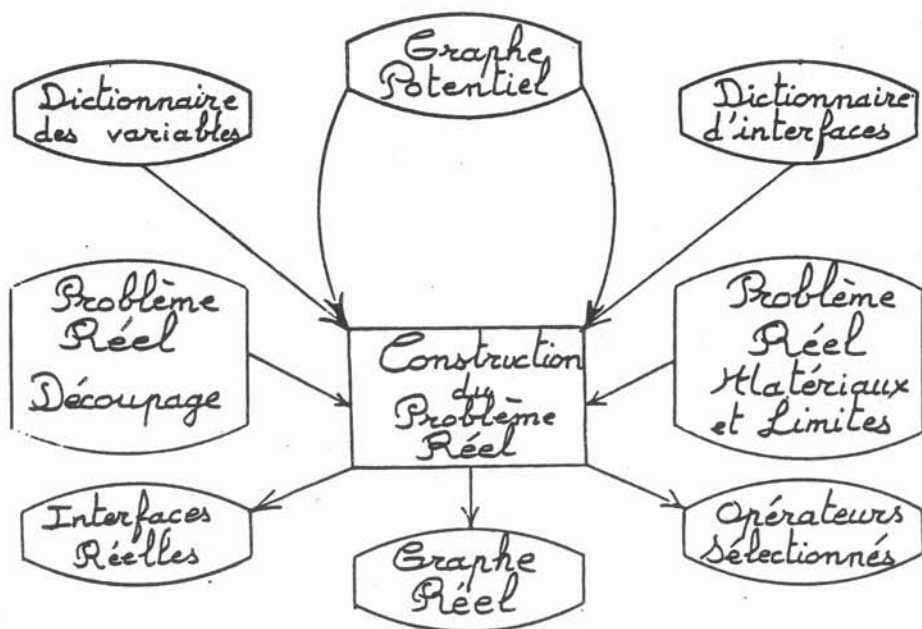 Graphe
Potentiel
Dictionnaire
des variables
Dictionnaire
d'interfaces
Problème
Réel
Découpage
Construction
du
Problème
Réel
Problème
Réel
Matériaux
et Limites
Interfaces
Réelles
Graphe
Réel
Opérateurs
Sélectionnés